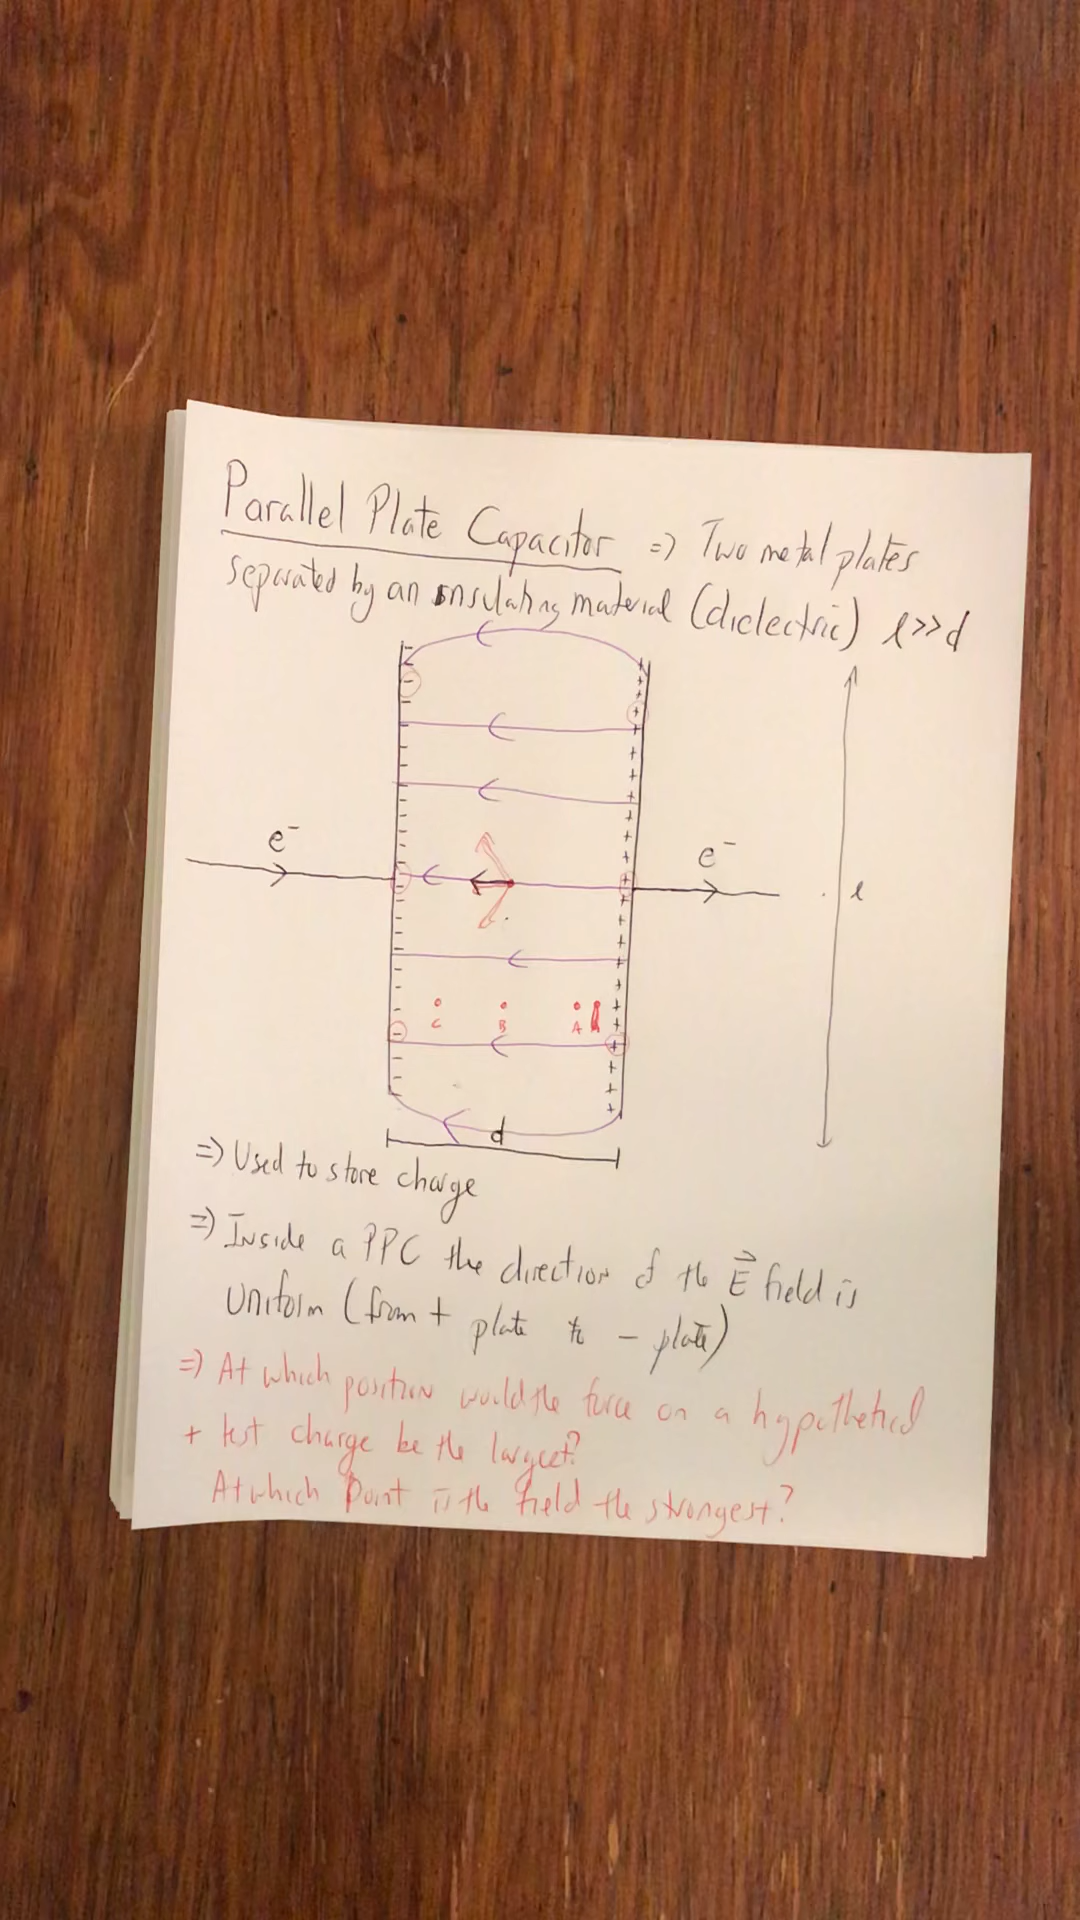 Parallel Plate Capacitor => Two metal plates
separated by an insulating material (dielectric) l>>d
e⁻
e⁻
l
C B A
d
=> Used to store charge
=> Inside a PPC the direction of the E⃗ field is
uniform (from + plate to - plate)
=> At which position would the force on a hypothetical
+ test charge be the largest?
At which point is the field the strongest?